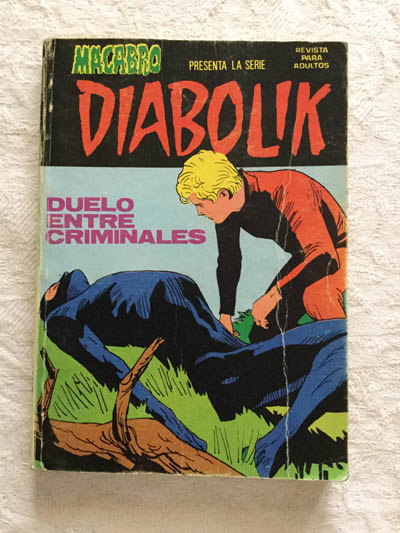 MACABRO
PRESENTA LA SERIE
REVISTA
PARA
ADULTOS
DIABOLIK
DUELO
ENTRE
CRIMINALES